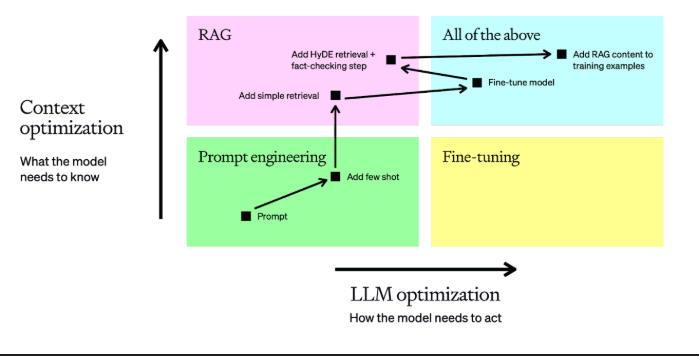 RAG
All of the above
Add HyDE retrieval +
fact-checking step
Add RAG content to
training examples
Fine-tune model
Add simple retrieval
Context
optimization
What the model
needs to know
Prompt engineering
Fine-tuning
Add few shot
Prompt
LLM optimization
How the model needs to act